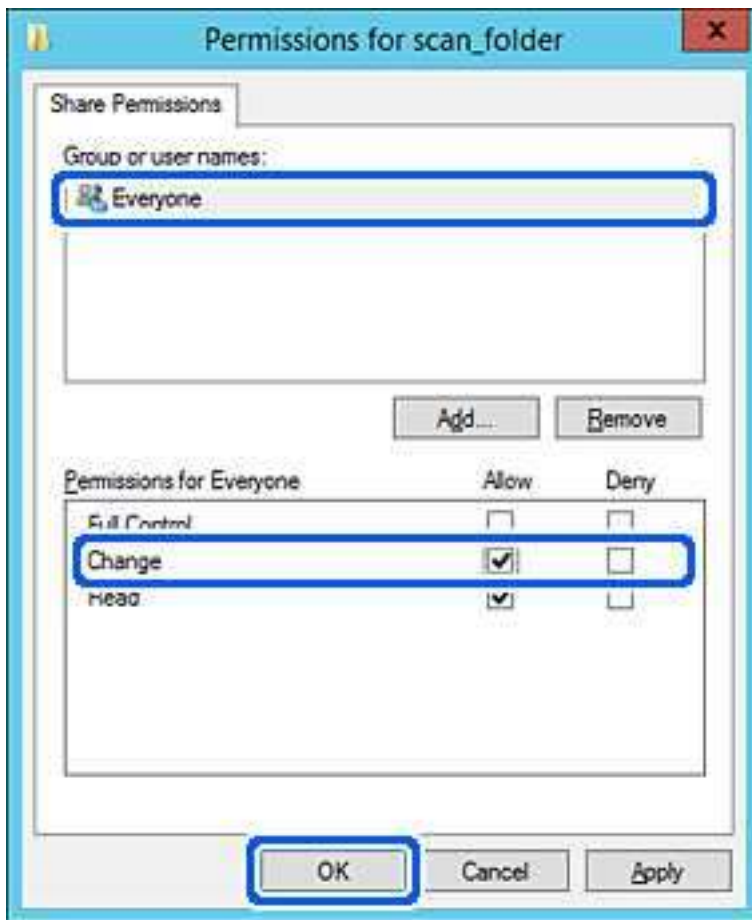 Permissions for scan_folder
Share Permissions
Group or user names:
Everyone
Add... Remove
Permissions for Everyone Allow Deny
Full Control
Change
Read
OK Cancel Apply